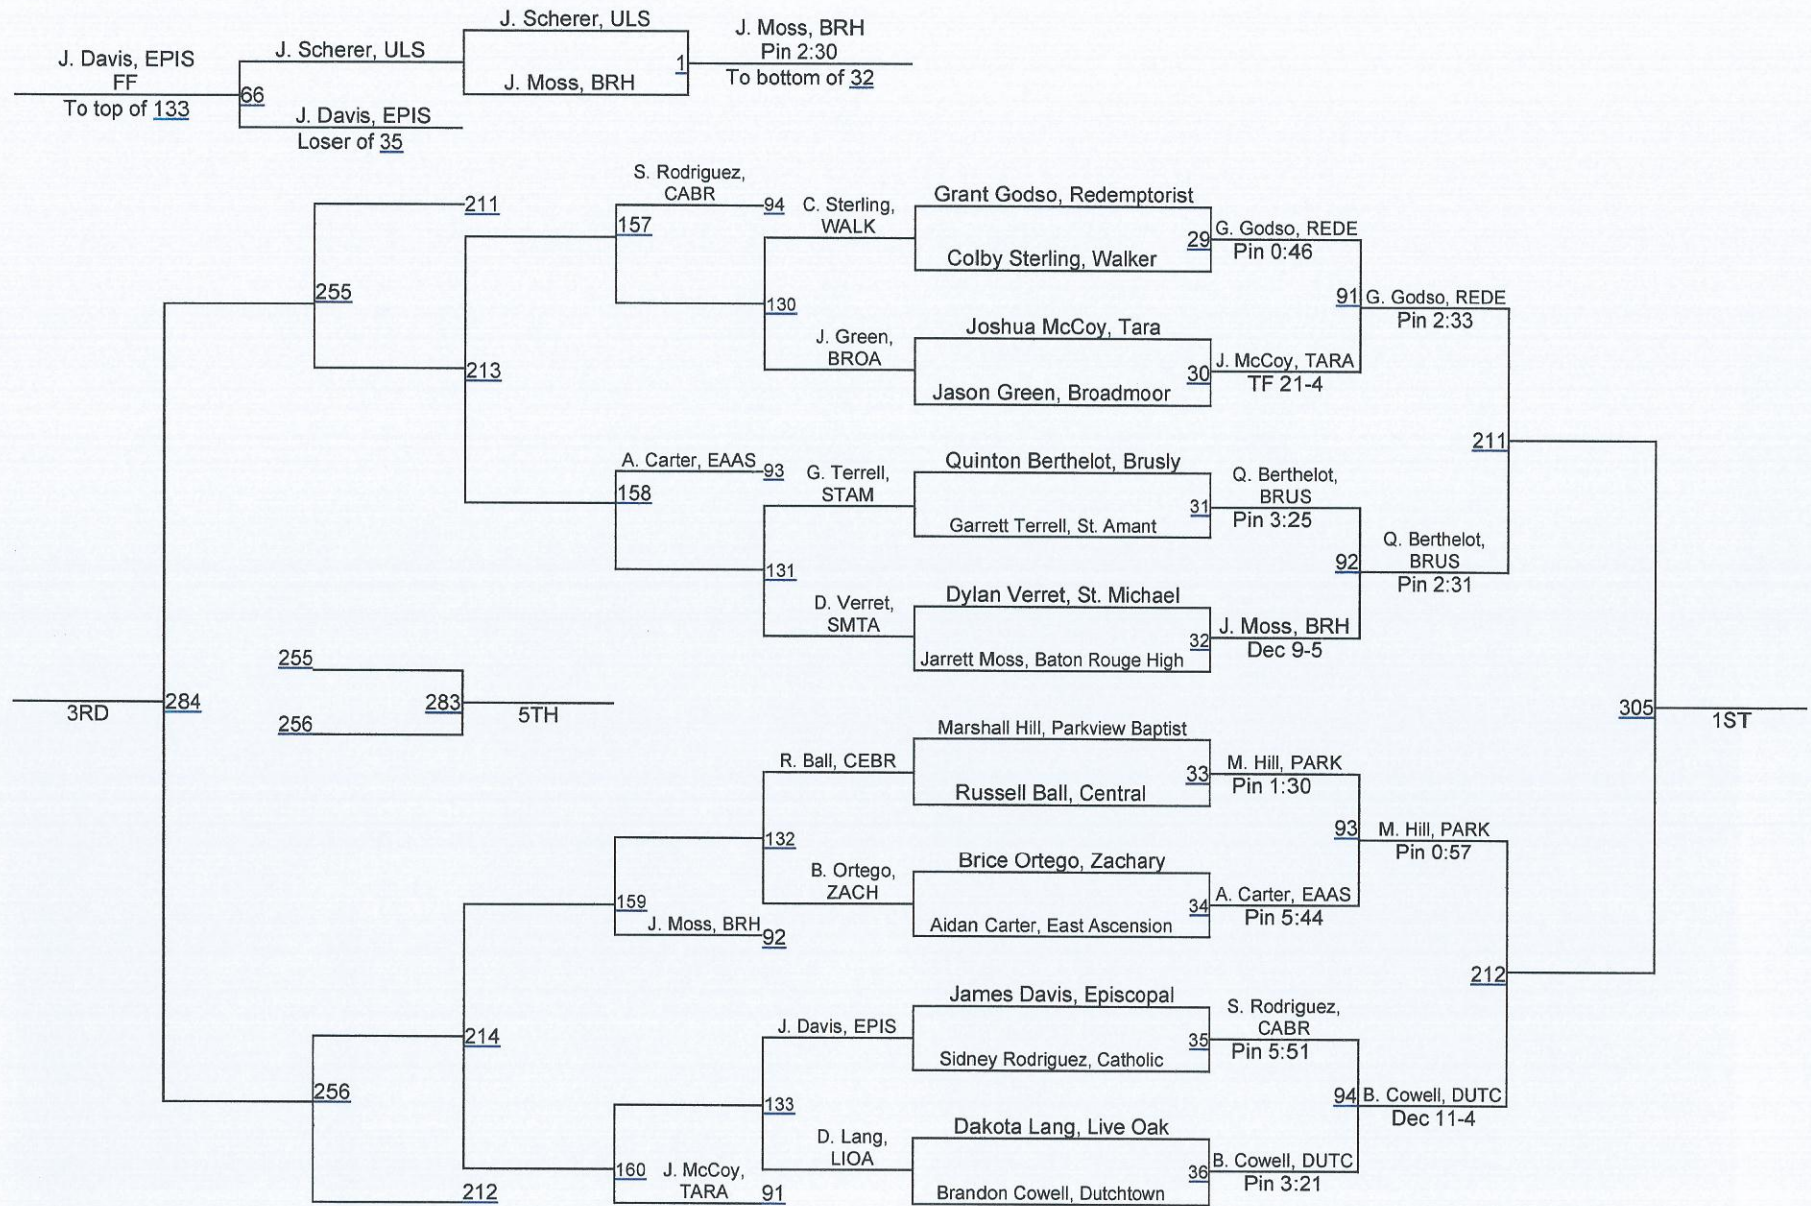 J. Scherer, ULS
J. Moss, BRH
Pin 2:30
To bottom of 32
J. Davis, EPIS
FF
To top of 133
J. Scherer, ULS
1
J. Moss, BRH
66
J. Davis, EPIS
Loser of 35
S. Rodriguez,
CABR
94
211
157
C. Sterling,
WALK
Grant Godso, Redemptorist
29
Colby Sterling, Walker
G. Godso, REDE
Pin 0:46
255
130
91
G. Godso, REDE
Pin 2:33
J. Green,
BROA
Joshua McCoy, Tara
30
Jason Green, Broadmoor
J. McCoy, TARA
TF 21-4
213
211
A. Carter, EAAS
93
158
G. Terrell,
STAM
Quinton Berthelot, Brusly
31
Garrett Terrell, St. Amant
Q. Berthelot,
BRUS
Pin 3:25
131
92
Q. Berthelot,
BRUS
Pin 2:31
D. Verret,
SMTA
Dylan Verret, St. Michael
32
Jarrett Moss, Baton Rouge High
J. Moss, BRH
Dec 9-5
255
3RD
284
283
5TH
256
305
1ST
R. Ball, CEBR
Marshall Hill, Parkview Baptist
33
Russell Ball, Central
M. Hill, PARK
Pin 1:30
132
93
M. Hill, PARK
Pin 0:57
B. Ortego,
ZACH
Brice Ortego, Zachary
34
Aidan Carter, East Ascension
A. Carter, EAAS
Pin 5:44
159
J. Moss, BRH
92
212
J. Davis, EPIS
James Davis, Episcopal
35
Sidney Rodriguez, Catholic
S. Rodriguez,
CABR
Pin 5:51
214
256
133
94
B. Cowell, DUTC
Dec 11-4
D. Lang,
LIOA
Dakota Lang, Live Oak
36
Brandon Cowell, Dutchtown
B. Cowell, DUTC
Pin 3:21
160
J. McCoy,
TARA
91
212